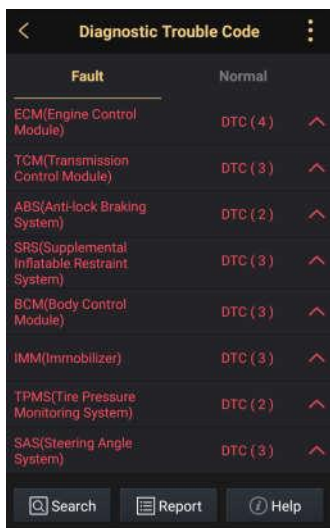 Diagnostic Trouble Code
Fault
Normal
ECM(Engine Control
Module)
DTC ( 4 )
TCM(Transmission
Control Module)
DTC ( 3 )
ABS(Anti-lock Braking
System)
DTC ( 2 )
SRS(Supplemental
Inflatable Restraint
System)
DTC ( 3 )
BCM(Body Control
Module)
DTC ( 3 )
IMM(Immobilizer)
DTC ( 3 )
TPMS(Tire Pressure
Monitoring System)
DTC ( 2 )
SAS(Steering Angle
System)
DTC ( 3 )
Search
Report
Help